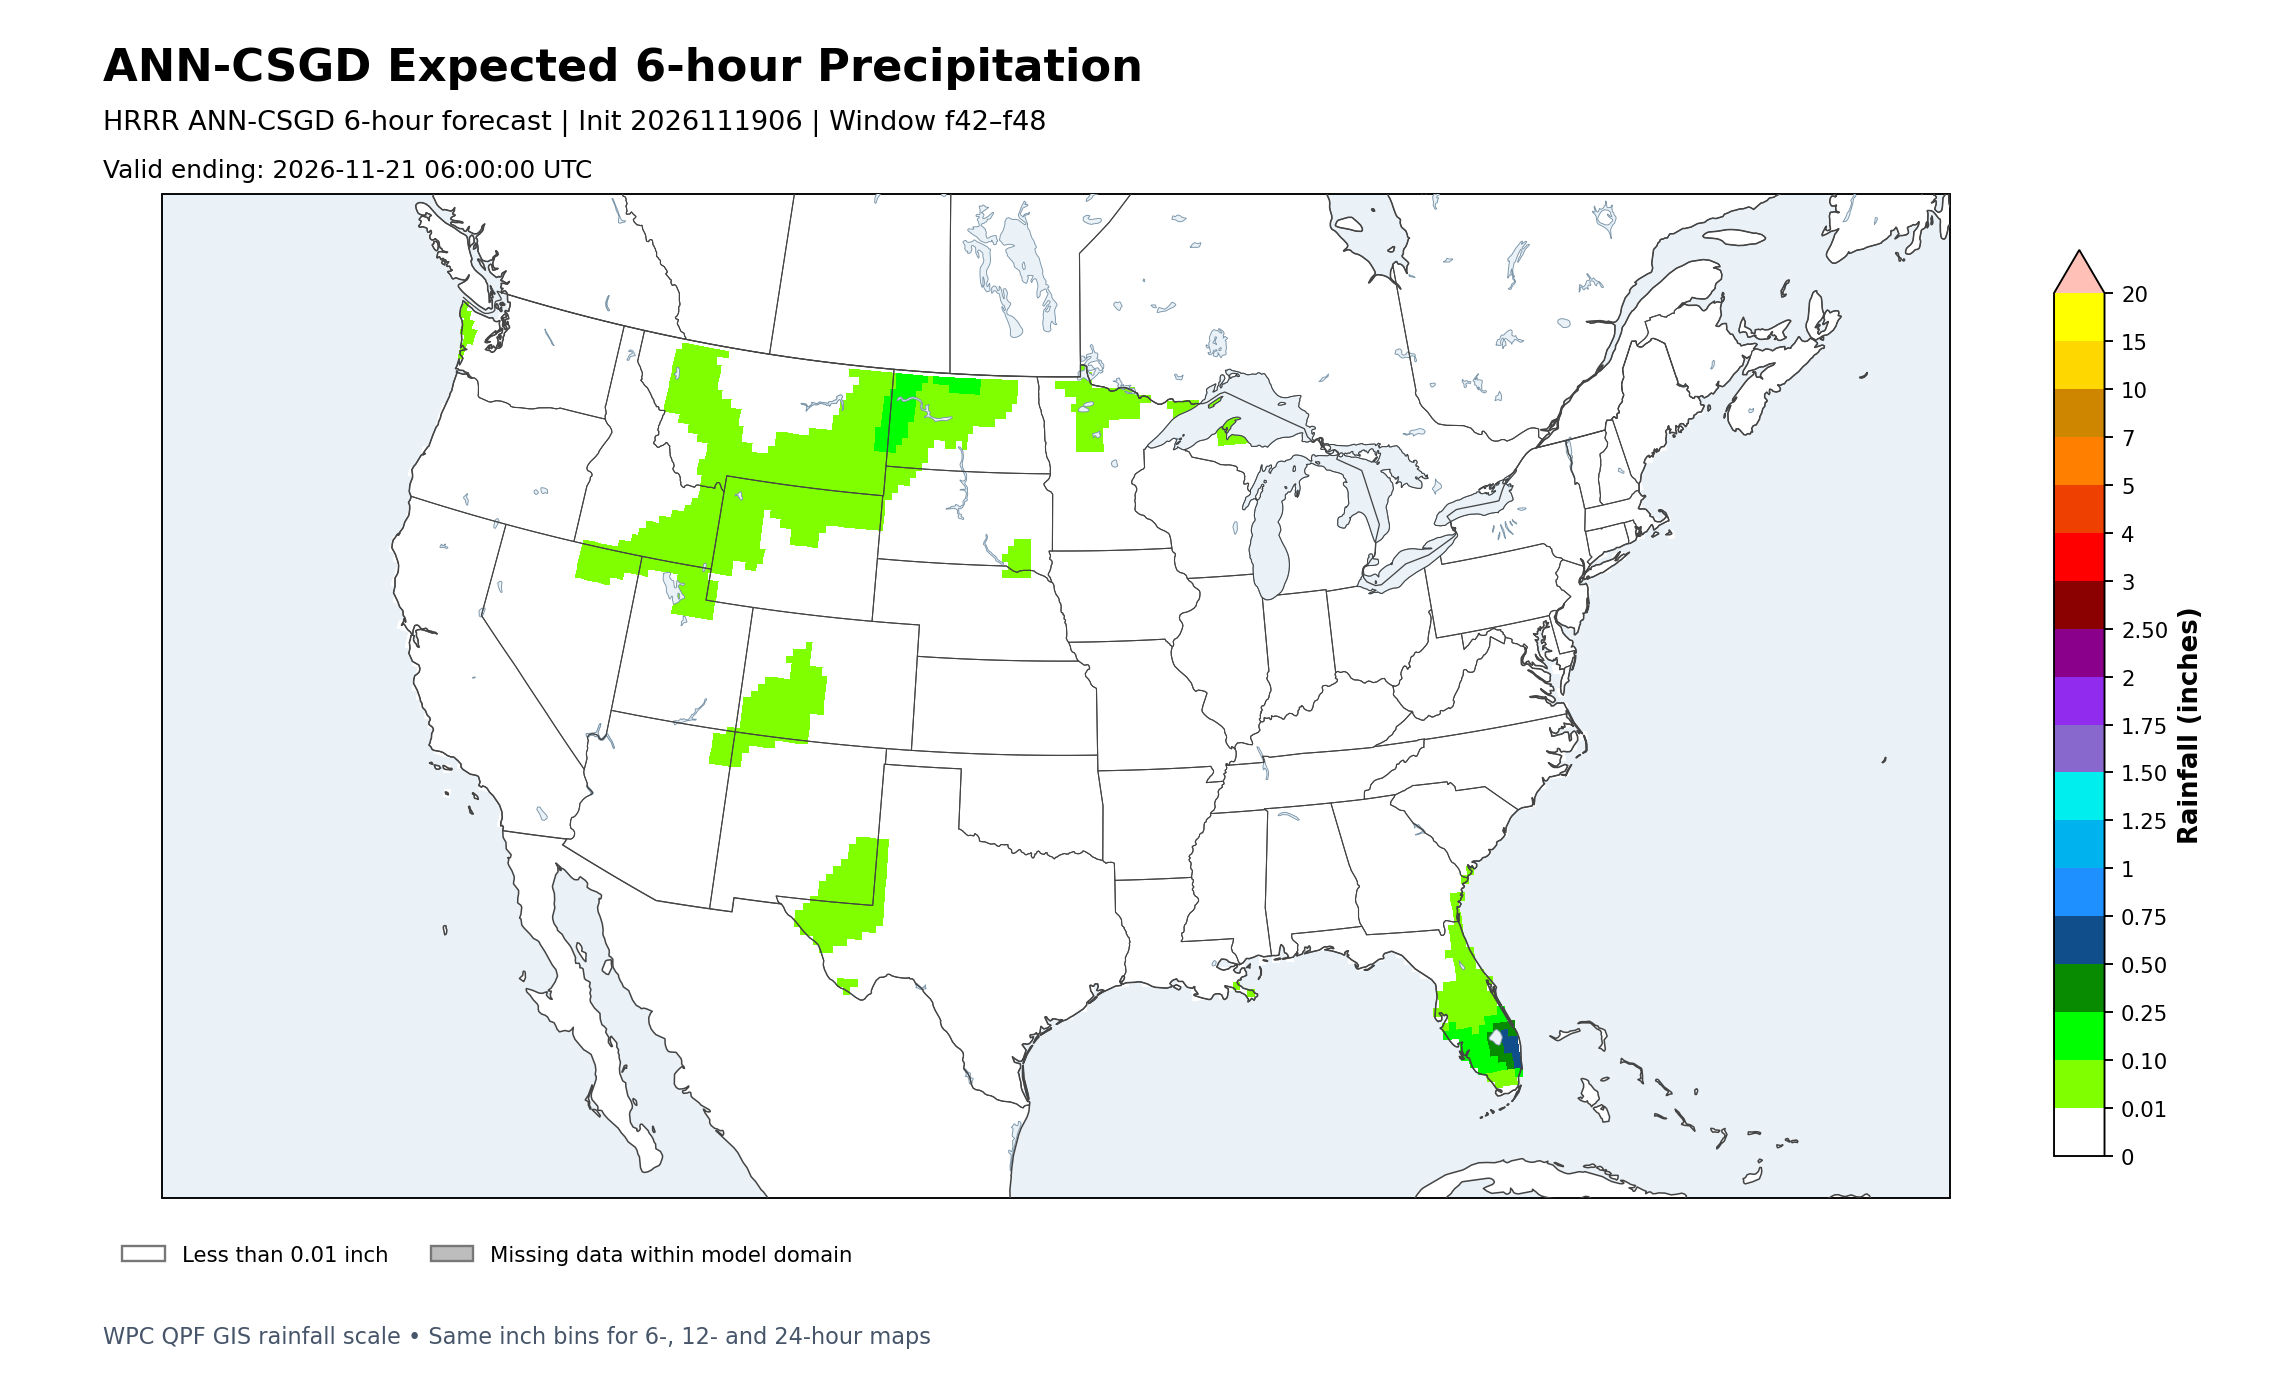 ANN-CSGD Expected 6-hour Precipitation
HRRR ANN-CSGD 6-hour forecast | Init 2026111906 | Window f42–f48
Valid ending: 2026-11-21 06:00:00 UTC
20
15
10
7
5
4
3
2.50
2
1.75
1.50
1.25
1
0.75
0.50
0.25
0.10
0.01
0
Rainfall (inches)
Less than 0.01 inch
Missing data within model domain
WPC QPF GIS rainfall scale • Same inch bins for 6-, 12- and 24-hour maps